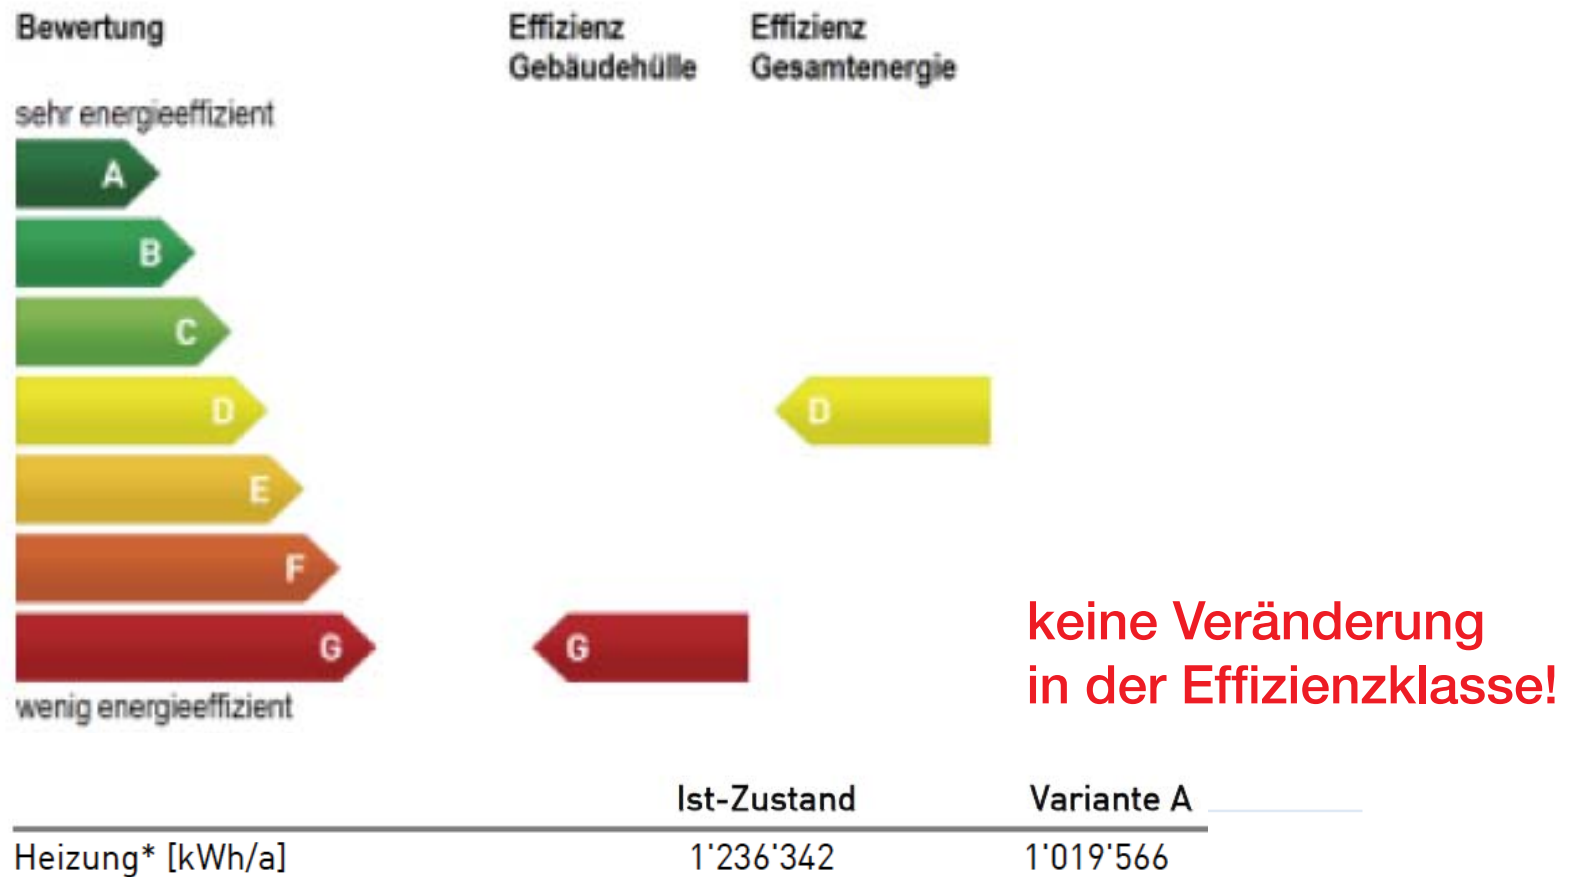 Bewertung
Effizienz
Gebäudehülle
Effizienz
Gesamtenergie
sehr energieeffizient
A
B
C
D
D
E
F
G
G
wenig energieeffizient
keine Veränderung
in der Effizienzklasse!
Ist-Zustand Variante A
Heizung* [kWh/a] 1'236'342 1'019'566